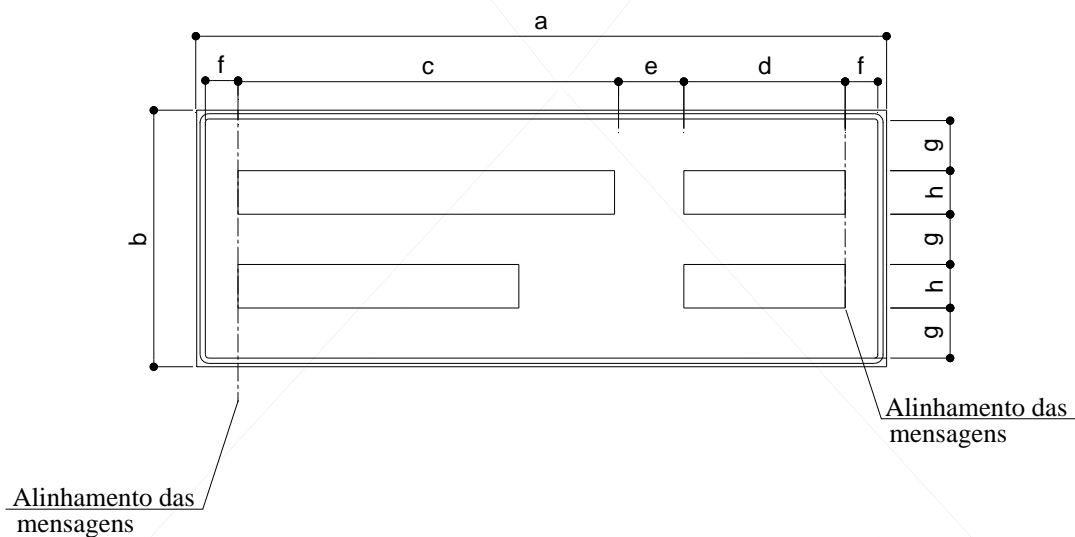 a
f c e d f
b
g
h
g
h
g
Alinhamento das
mensagens
Alinhamento das
mensagens